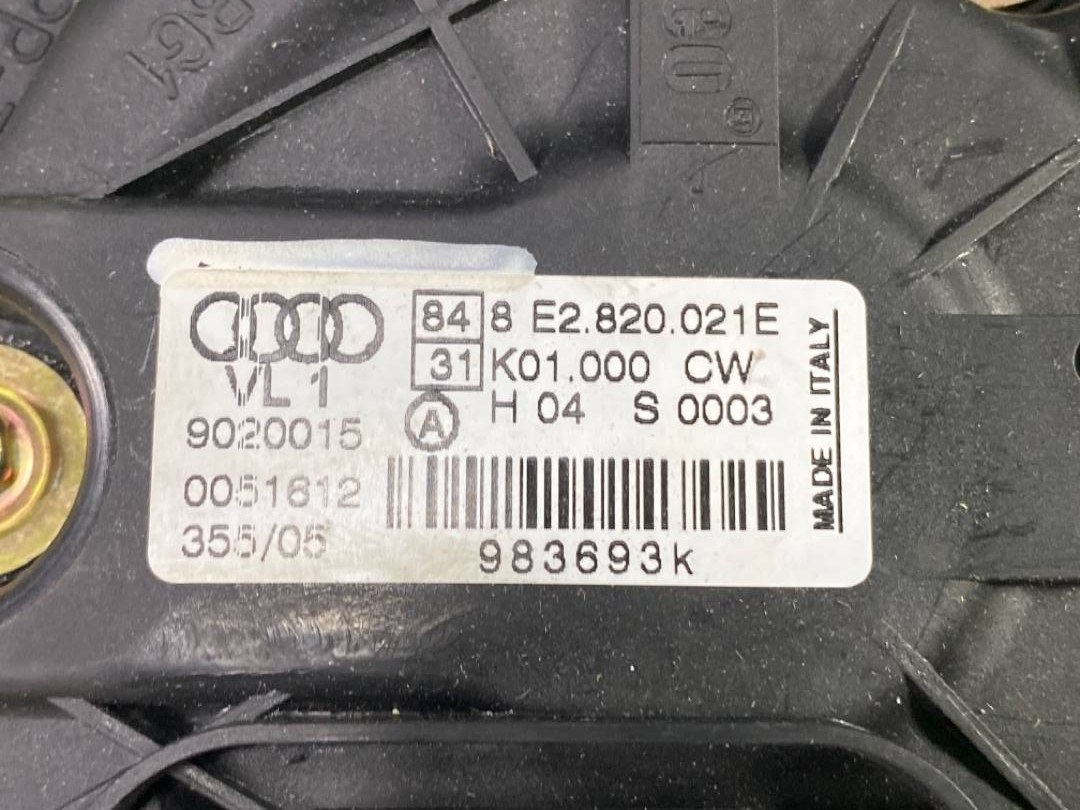 84 8 E2.820.021E
31 K01.000 CW
VL 1
A H 04 S 0003
9020015
0051612
355/05
983693k
MADE IN ITALY